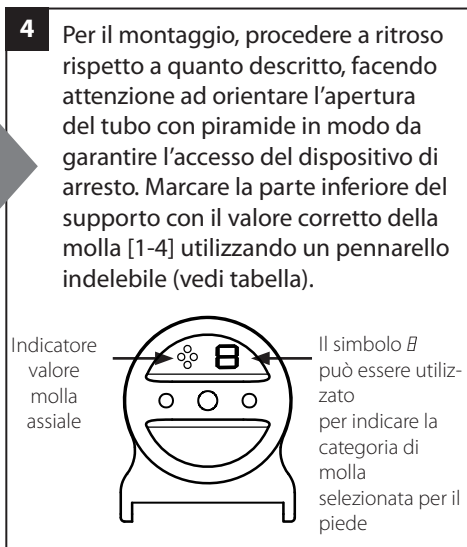 4
Per il montaggio, procedere a ritroso
rispetto a quanto descritto, facendo
attenzione ad orientare l’apertura
del tubo con piramide in modo da
garantire l’accesso del dispositivo di
arresto. Marcare la parte inferiore del
supporto con il valore corretto della
molla [1-4] utilizzando un pennarello
indelebile (vedi tabella).
Indicatore
valore
molla
assiale
8
Il simbolo 8
può essere utiliz-
zato
per indicare la
categoria di
molla
selezionata per il
piede